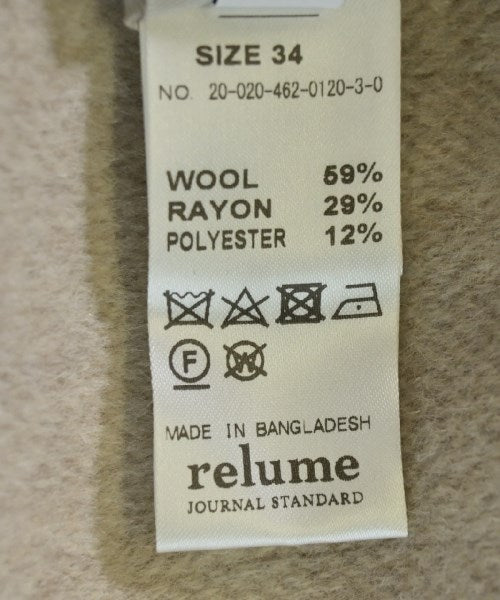 SIZE 34
NO. 20-020-462-0120-3-0
WOOL 59%
RAYON 29%
POLYESTER 12%
F W
MADE IN BANGLADESH
relume
JOURNAL STANDARD